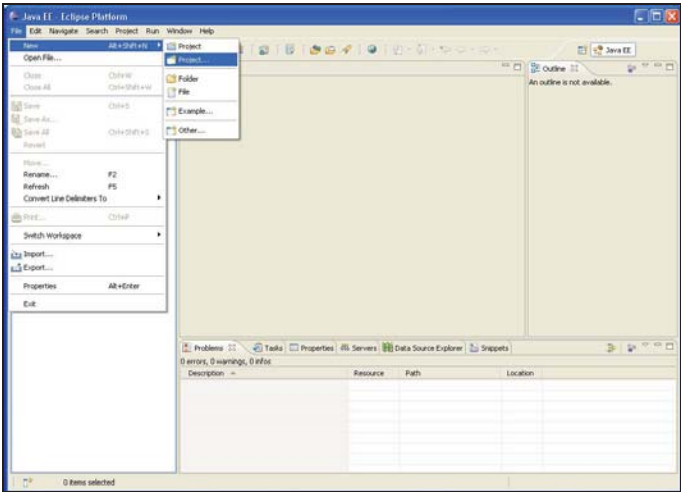 Java EE - Eclipse Platform
File Edit Navigate Search Project Run Window Help
New Alt+Shift+N
Open File...
Close Ctrl+W
Close All Ctrl+Shift+W
Save Ctrl+S
Save As...
Save All Ctrl+Shift+S
Revert
Move...
Rename... F2
Refresh F5
Convert Line Delimiters To
Print... Ctrl+P
Switch Workspace
Import...
Export...
Properties Alt+Enter
Exit
Project
Project...
Folder
File
Example...
Other...
Java EE
Outline
An outline is not available.
Problems Tasks Properties Servers Data Source Explorer Snippets
0 errors, 0 warnings, 0 infos
Description Resource Path Location
0 items selected